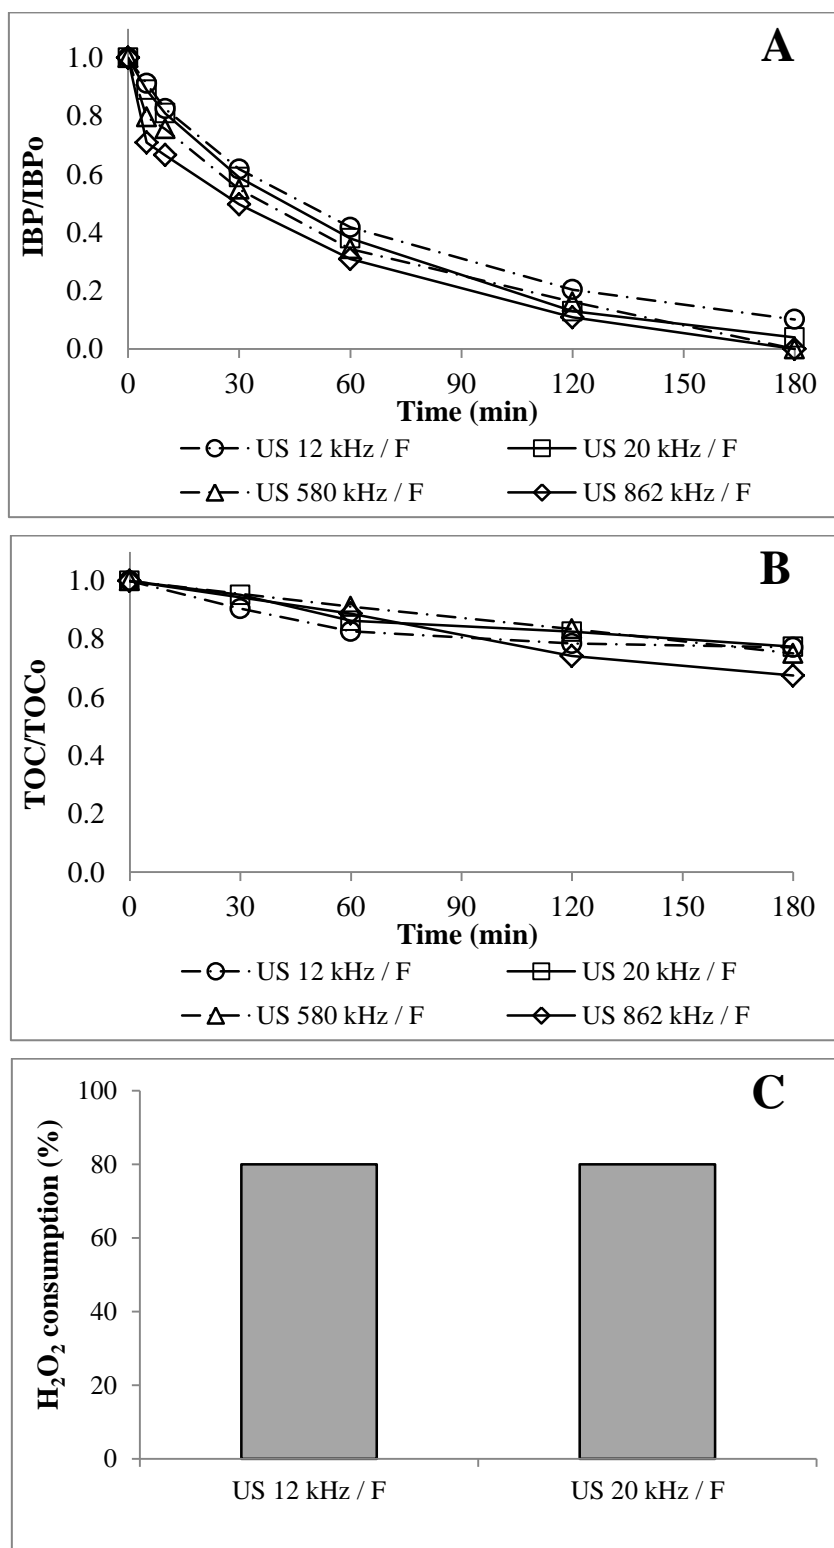 A
1.0
0.8
0.6
0.4
0.2
0.0
IBP/IBPo
0 30 60 90 120 150 180
Time (min)
US 12 kHz / F US 20 kHz / F
US 580 kHz / F US 862 kHz / F
B
1.0
0.8
0.6
0.4
0.2
0.0
TOC/TOCo
0 30 60 90 120 150 180
Time (min)
US 12 kHz / F US 20 kHz / F
US 580 kHz / F US 862 kHz / F
C
100
80
60
40
20
0
H₂O₂ consumption (%)
US 12 kHz / F US 20 kHz / F